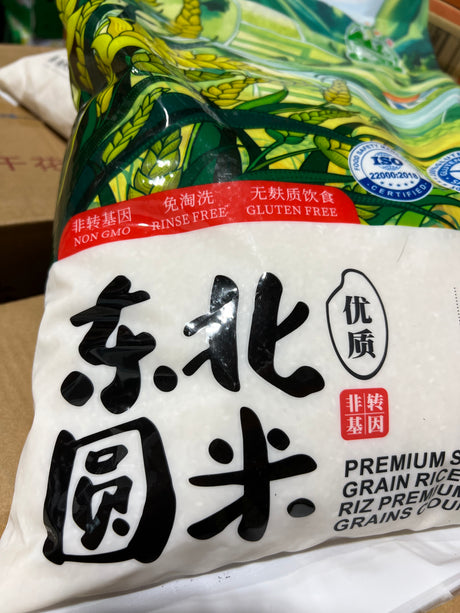 FOOD SAFETY
ISO
22000:2018
CERTIFIED
非转基因 免淘洗 无麸质饮食
NON GMO RINSE FREE GLUTEN FREE
东北
圆米
优质
非转
基因
PREMIUM S
GRAIN RICE
RIZ PREMIUM
GRAINS COU